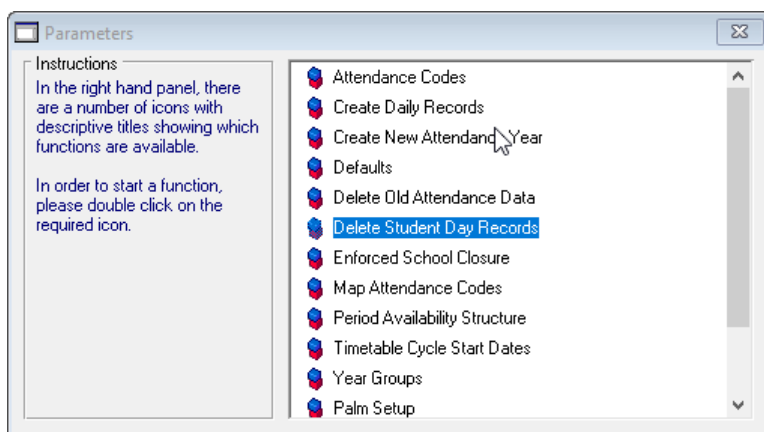 Parameters
Instructions
In the right hand panel, there
are a number of icons with
descriptive titles showing which
functions are available.
In order to start a function,
please double click on the
required icon.
Attendance Codes
Create Daily Records
Create New Attendance Year
Defaults
Delete Old Attendance Data
Delete Student Day Records
Enforced School Closure
Map Attendance Codes
Period Availability Structure
Timetable Cycle Start Dates
Year Groups
Palm Setup